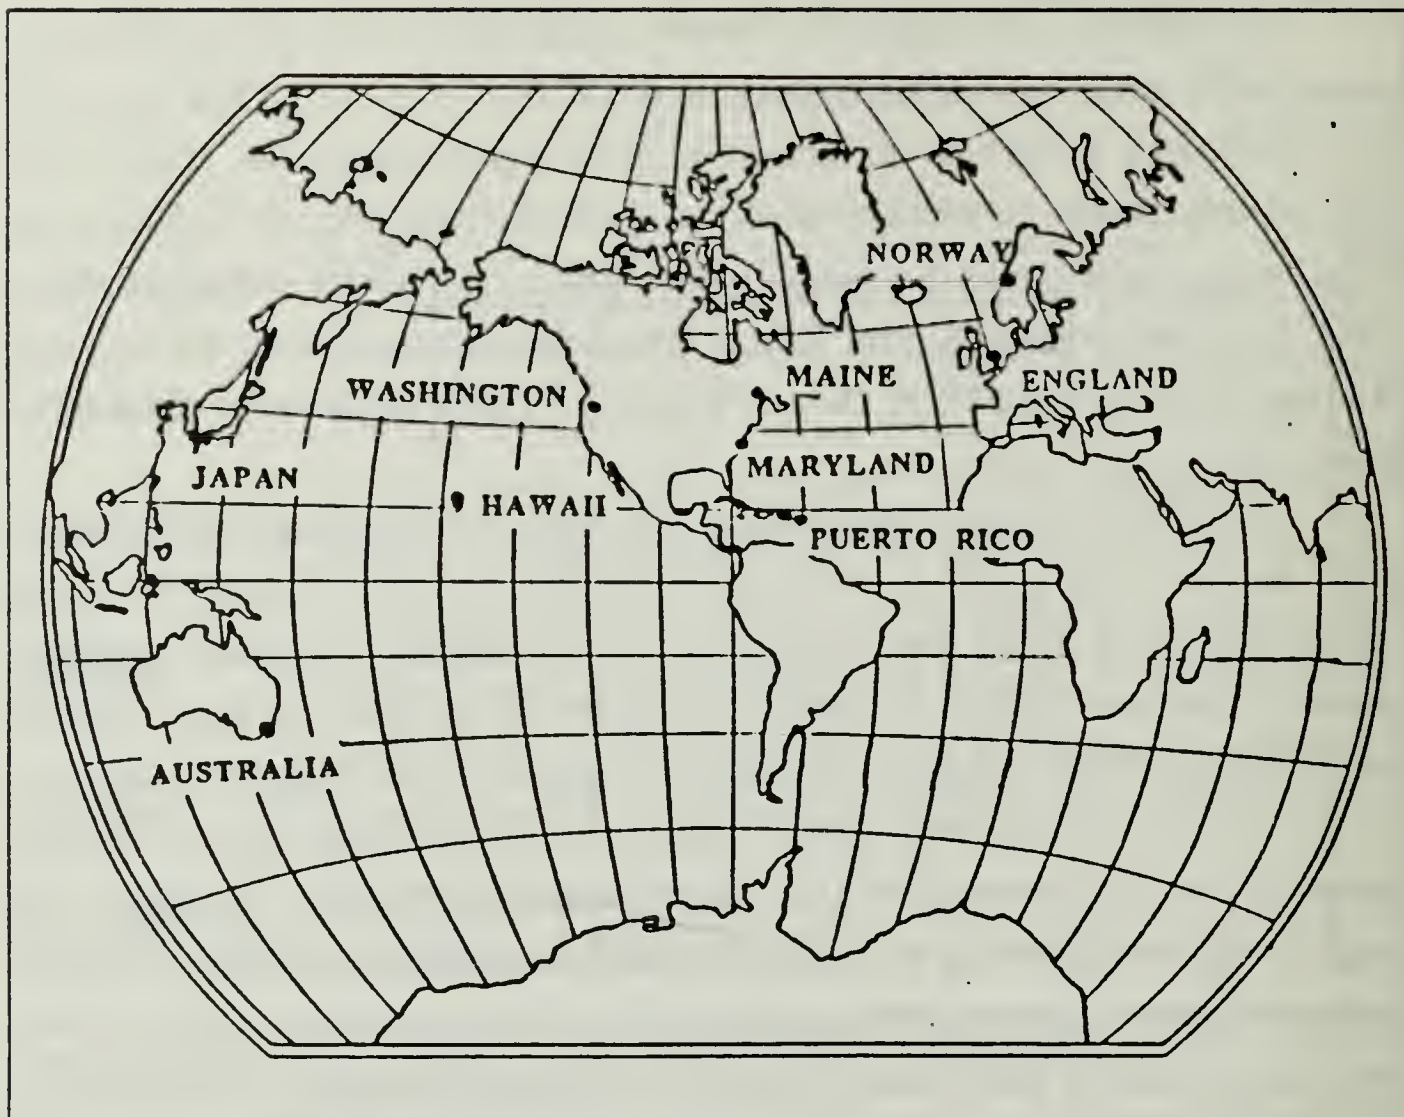 NORWAY
MAINE
ENGLAND
WASHINGTON
MARYLAND
JAPAN
HAWAII
PUERTO RICO
AUSTRALIA